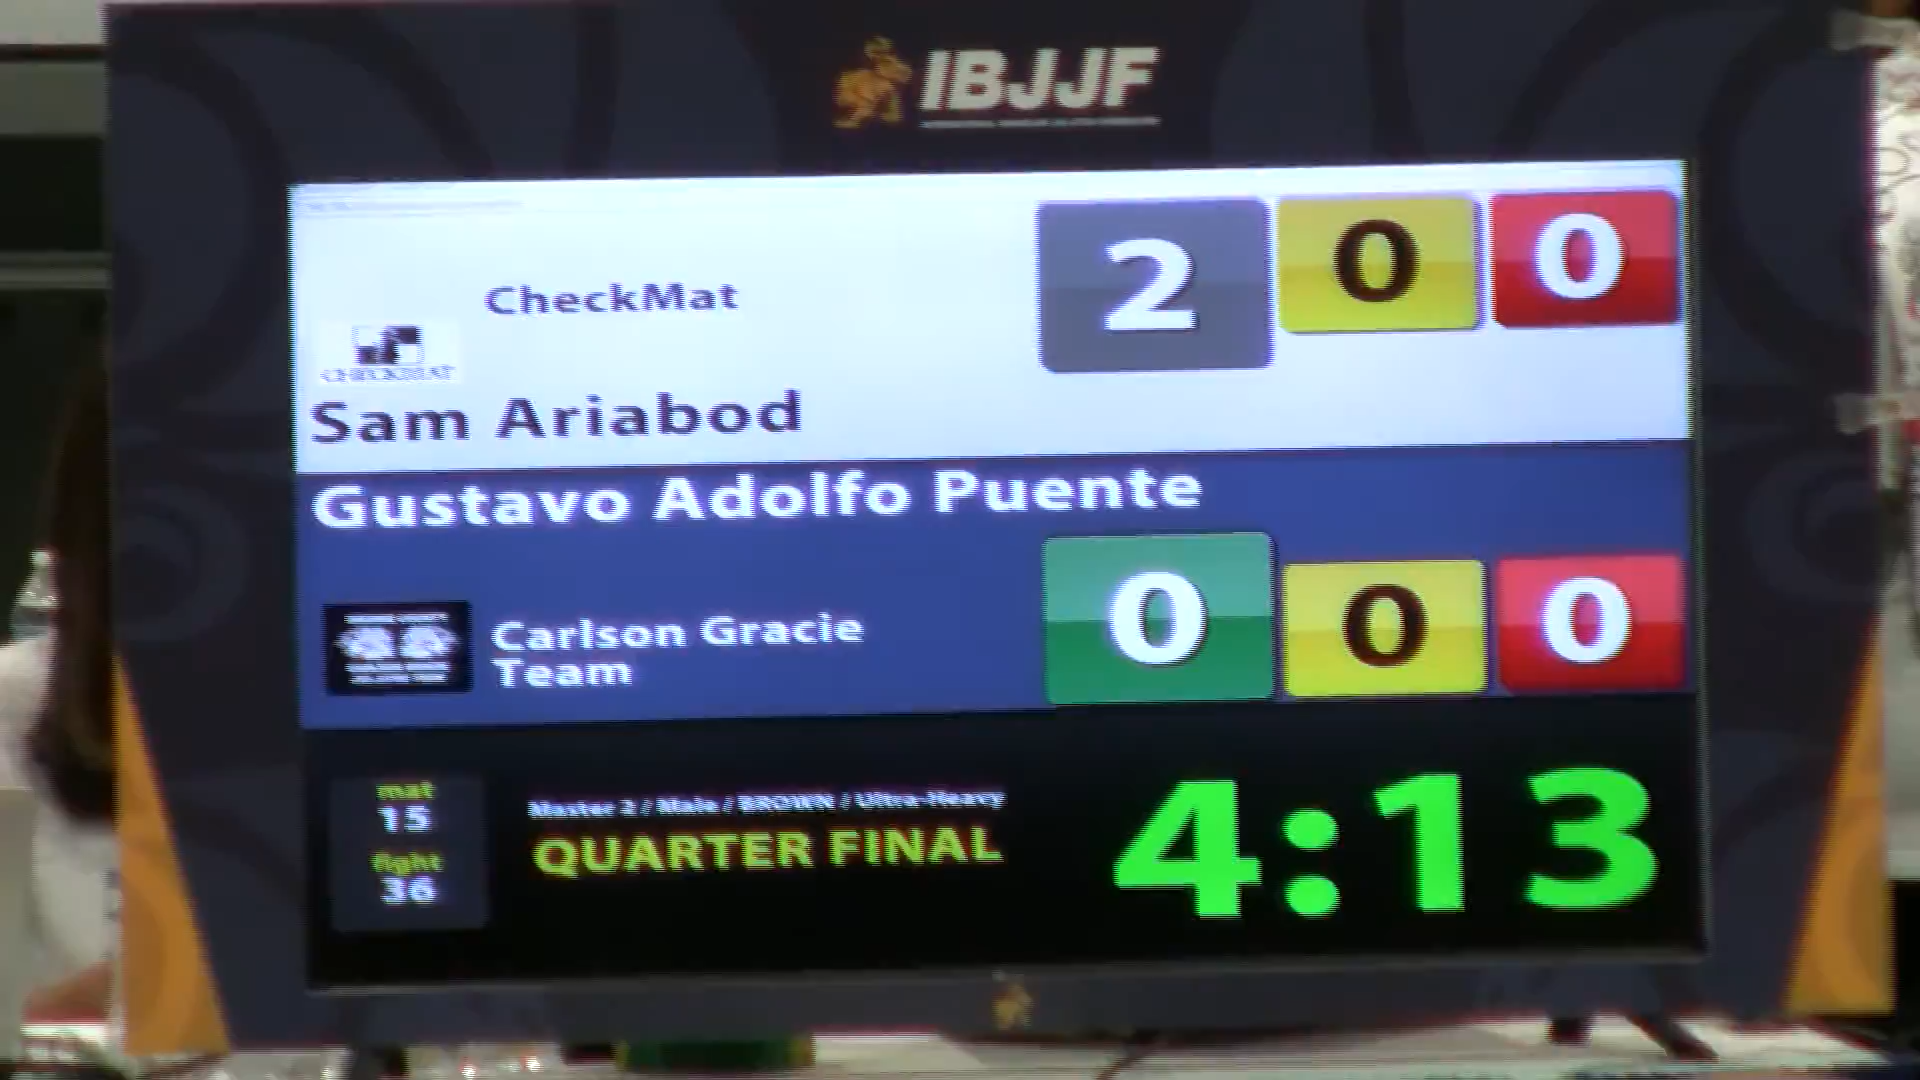 IBJJF
CheckMat
2 0 0
CHECKMAT
Sam Ariabod
Gustavo Adolfo Puente
0 0 0
Carlson Gracie
Team
mat
15
fight
36
Master 2 / Male / BROWN / Ultra-Heavy
QUARTER FINAL
4:13